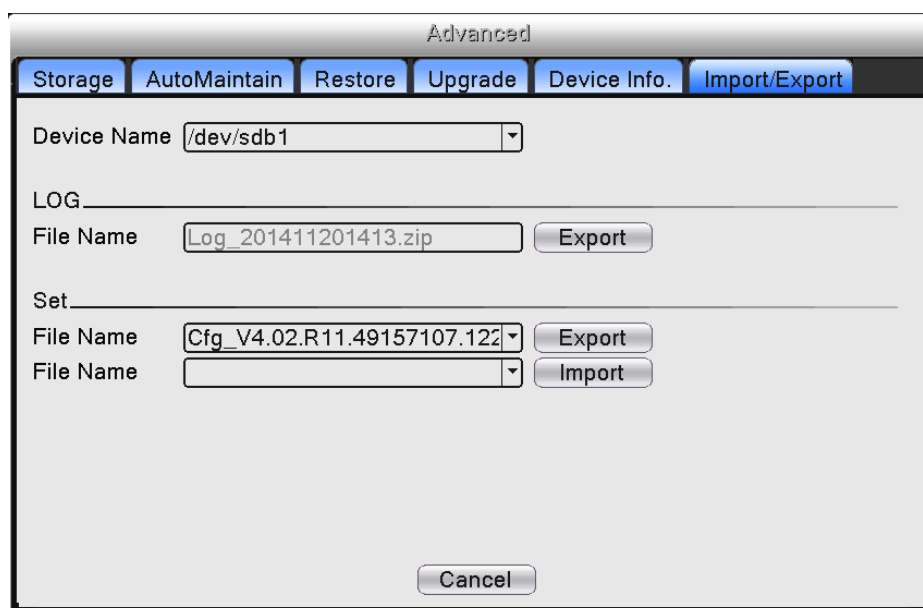 Advanced
Storage AutoMaintain Restore Upgrade Device Info. Import/Export
Device Name /dev/sdb1
LOG
File Name Log_201411201413.zip Export
Set
File Name Cfg_V4.02.R11.49157107.122 Export
File Name Import
Cancel